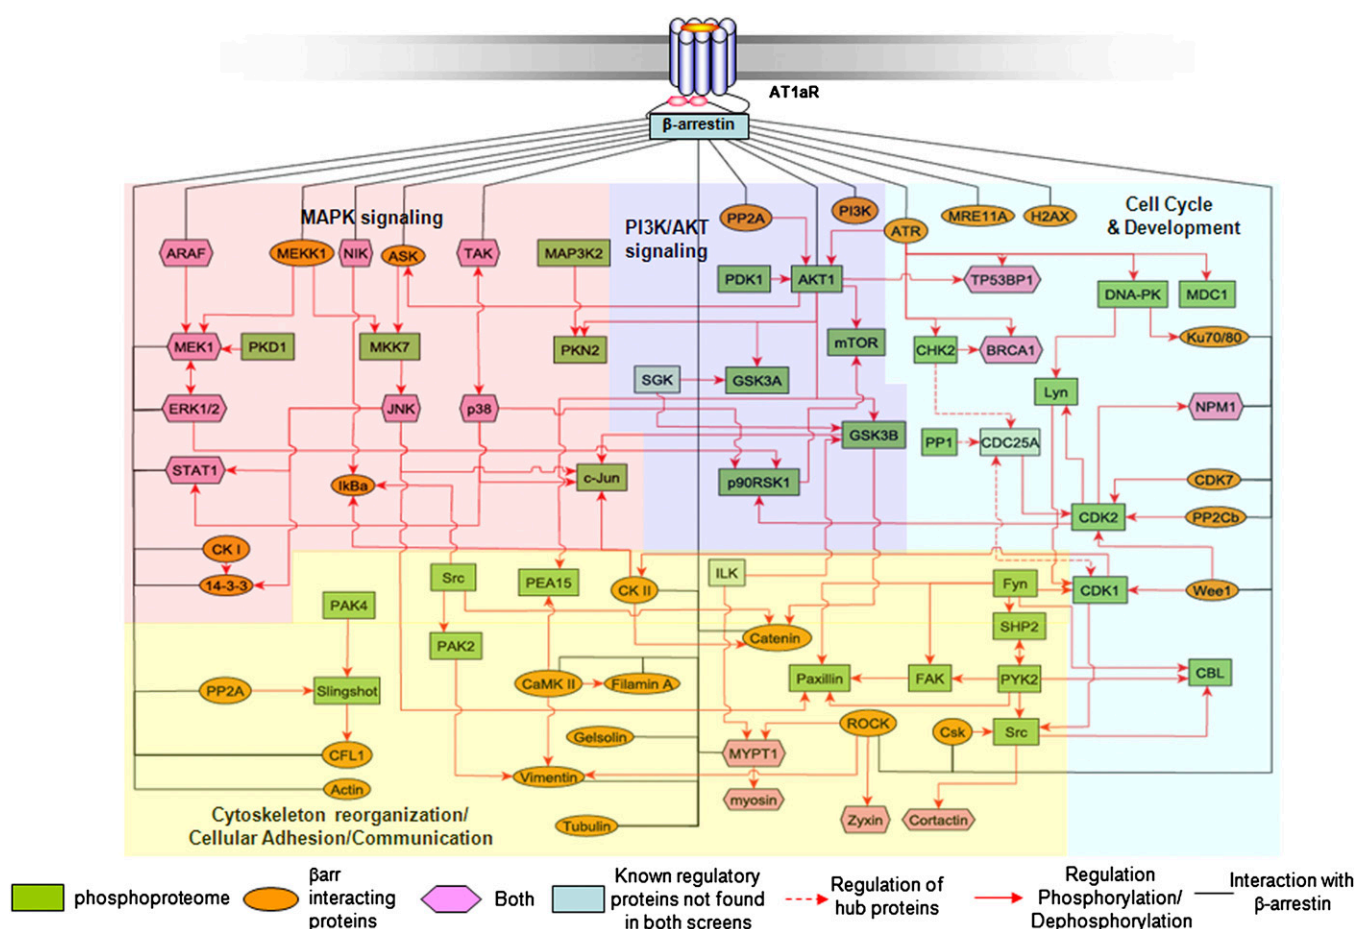 AT1aR
β-arrestin
MAPK signaling
PI3K/AKT
signaling
Cell Cycle
& Development
PP2A
PI3K
ATR
MRE11A
H2AX
ARAF
MEKK1
NIK
ASK
TAK
MAP3K2
PDK1
AKT1
TP53BP1
DNA-PK
MDC1
MEK1
PKD1
MKK7
PKN2
mTOR
CHK2
BRCA1
Ku70/80
SGK
GSK3A
Lyn
ERK1/2
JNK
p38
GSK3B
PP1
CDC25A
NPM1
STAT1
IkBa
c-Jun
p90RSK1
CDK7
CDK2
PP2Cb
CK I
14-3-3
Src
PEA15
CK II
ILK
Fyn
CDK1
Wee1
PAK4
PAK2
Catenin
SHP2
PP2A
Slingshot
CaMK II
Filamin A
Paxillin
FAK
PYK2
CBL
CFL1
Gelsolin
MYPT1
ROCK
Csk
Src
Actin
Vimentin
myosin
Zyxin
Cortactin
Tubulin
Cytoskeleton reorganization/
Cellular Adhesion/Communication
phosphoproteome
βarr
interacting
proteins
Both
Known regulatory
proteins not found
in both screens
Regulation of
hub proteins
Regulation
Phosphorylation/
Dephosphorylation
Interaction with
β-arrestin